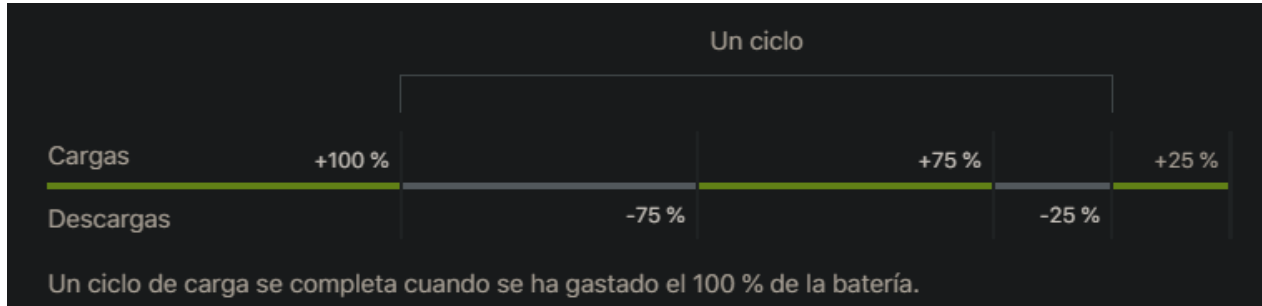 Un ciclo
Cargas +100 % +75 % +25 %
Descargas -75 % -25 %
Un ciclo de carga se completa cuando se ha gastado el 100 % de la batería.